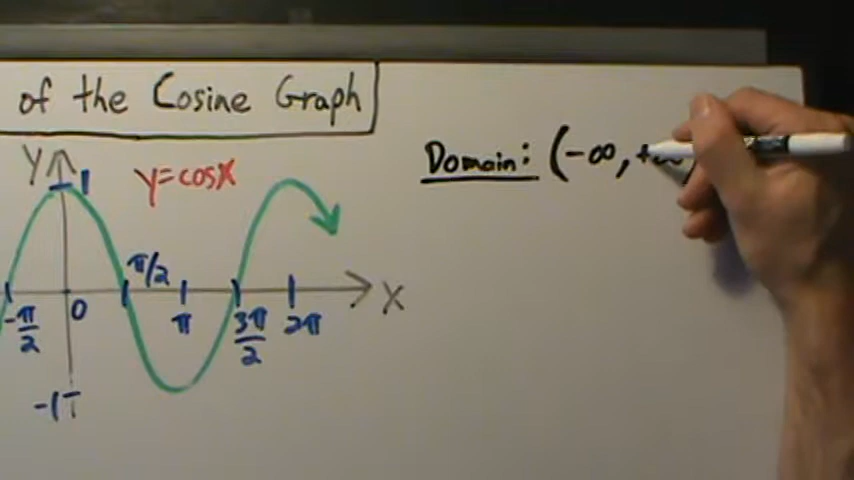 of the Cosine Graph
Domain: (-∞, +∞)
Y
1
y=cosx
π/2
-π/2
0
π
3π/2
2π
X
-1